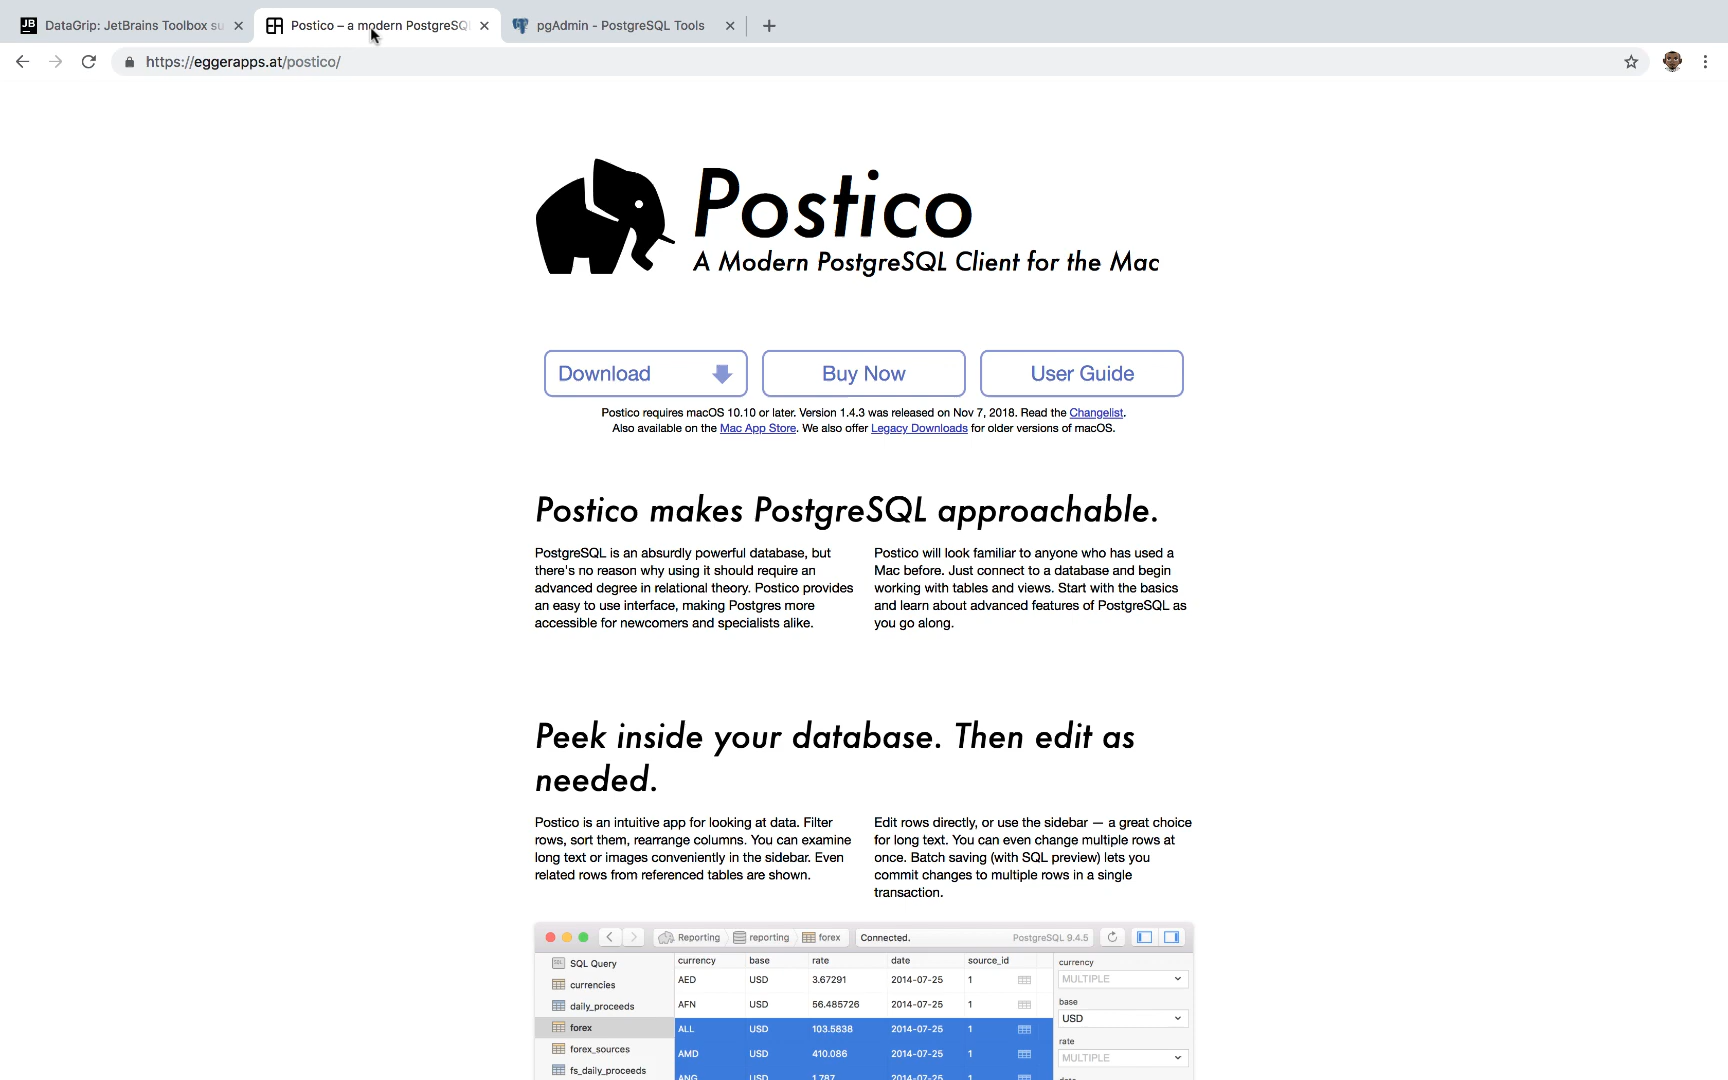 DataGrip: JetBrains Toolbox su
Postico – a modern PostgreSQL
pgAdmin - PostgreSQL Tools
https://eggerapps.at/postico/
Postico
A Modern PostgreSQL Client for the Mac
Download
Buy Now
User Guide
Postico requires macOS 10.10 or later. Version 1.4.3 was released on Nov 7, 2018. Read the Changelist.
Also available on the Mac App Store. We also offer Legacy Downloads for older versions of macOS.
Postico makes PostgreSQL approachable.
PostgreSQL is an absurdly powerful database, but
there's no reason why using it should require an
advanced degree in relational theory. Postico provides
an easy to use interface, making Postgres more
accessible for newcomers and specialists alike.
Postico will look familiar to anyone who has used a
Mac before. Just connect to a database and begin
working with tables and views. Start with the basics
and learn about advanced features of PostgreSQL as
you go along.
Peek inside your database. Then edit as
needed.
Postico is an intuitive app for looking at data. Filter
rows, sort them, rearrange columns. You can examine
long text or images conveniently in the sidebar. Even
related rows from referenced tables are shown.
Edit rows directly, or use the sidebar — a great choice
for long text. You can even change multiple rows at
once. Batch saving (with SQL preview) lets you
commit changes to multiple rows in a single
transaction.
Reporting reporting forex Connected. PostgreSQL 9.4.5
SQL Query
currencies
daily_proceeds
forex
forex_sources
fs_daily_proceeds
currency base rate date source_id
AED USD 3.67291 2014-07-25 1
AFN USD 56.485726 2014-07-25 1
ALL USD 103.5838 2014-07-25 1
AMD USD 410.086 2014-07-25 1
ANG USD 1.787 2014-07-25 1
currency
MULTIPLE
base
USD
rate
MULTIPLE
date